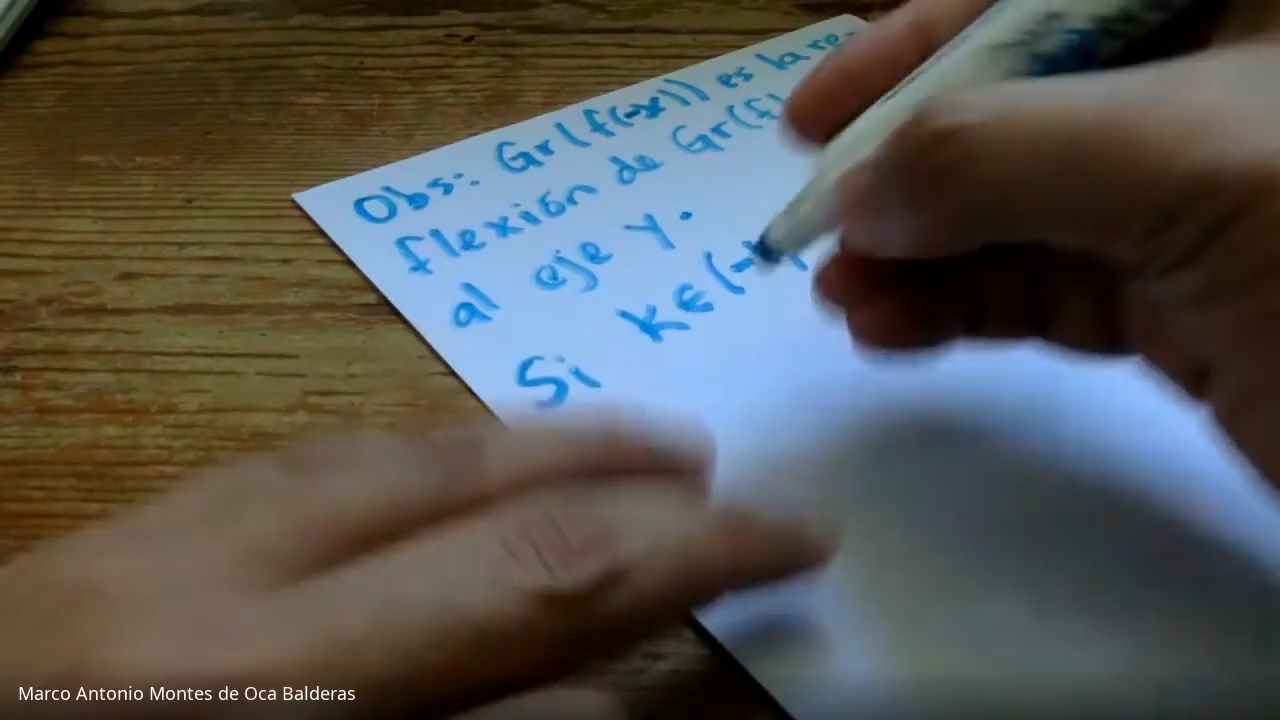 Obs: Gr(f(-x)) es la re-
flexión de Gr(f)
al eje y.
Si K∈(-
Marco Antonio Montes de Oca Balderas